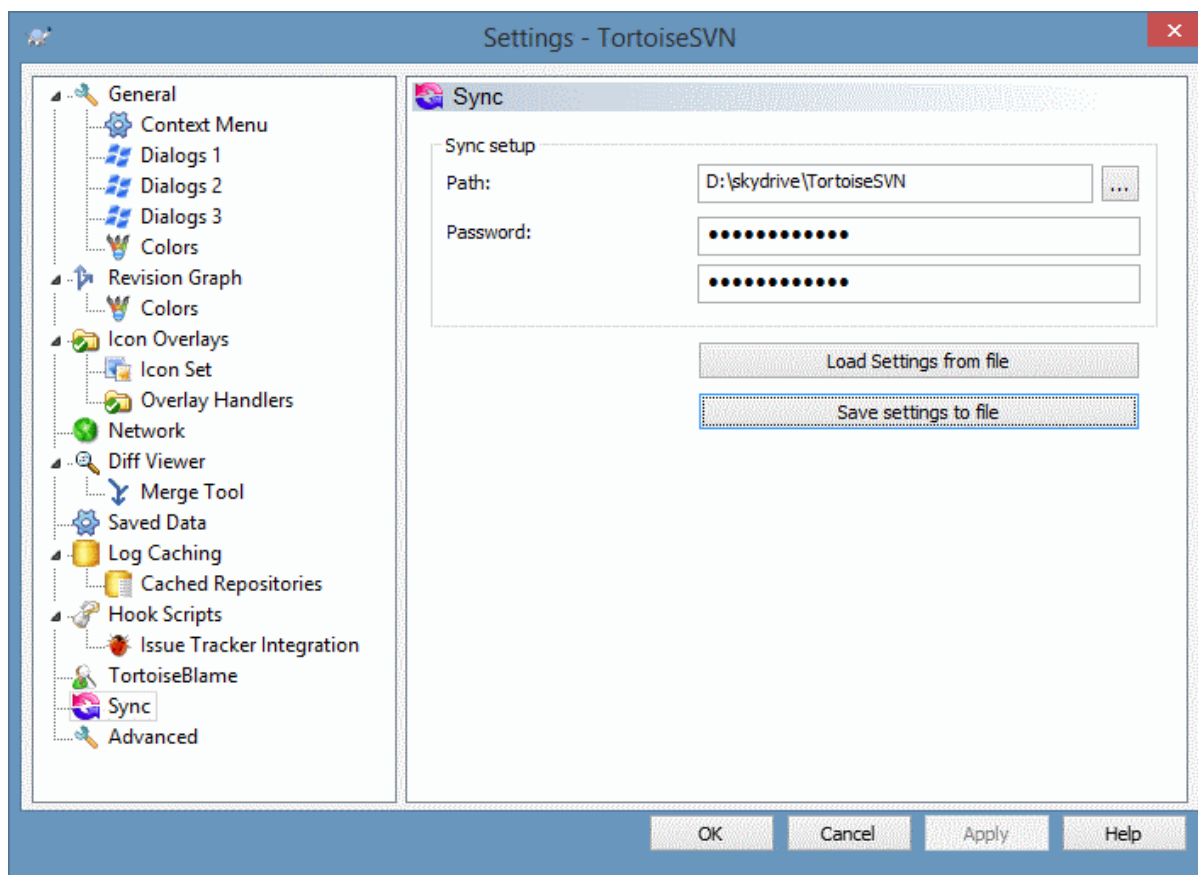 Settings - TortoiseSVN
General
Context Menu
Dialogs 1
Dialogs 2
Dialogs 3
Colors
Revision Graph
Colors
Icon Overlays
Icon Set
Overlay Handlers
Network
Diff Viewer
Merge Tool
Saved Data
Log Caching
Cached Repositories
Hook Scripts
Issue Tracker Integration
TortoiseBlame
Sync
Advanced
Sync
Sync setup
Path:
D:\skydrive\TortoiseSVN
...
Password:
●●●●●●●●●●●●
●●●●●●●●●●●●
Load Settings from file
Save settings to file
OK
Cancel
Apply
Help